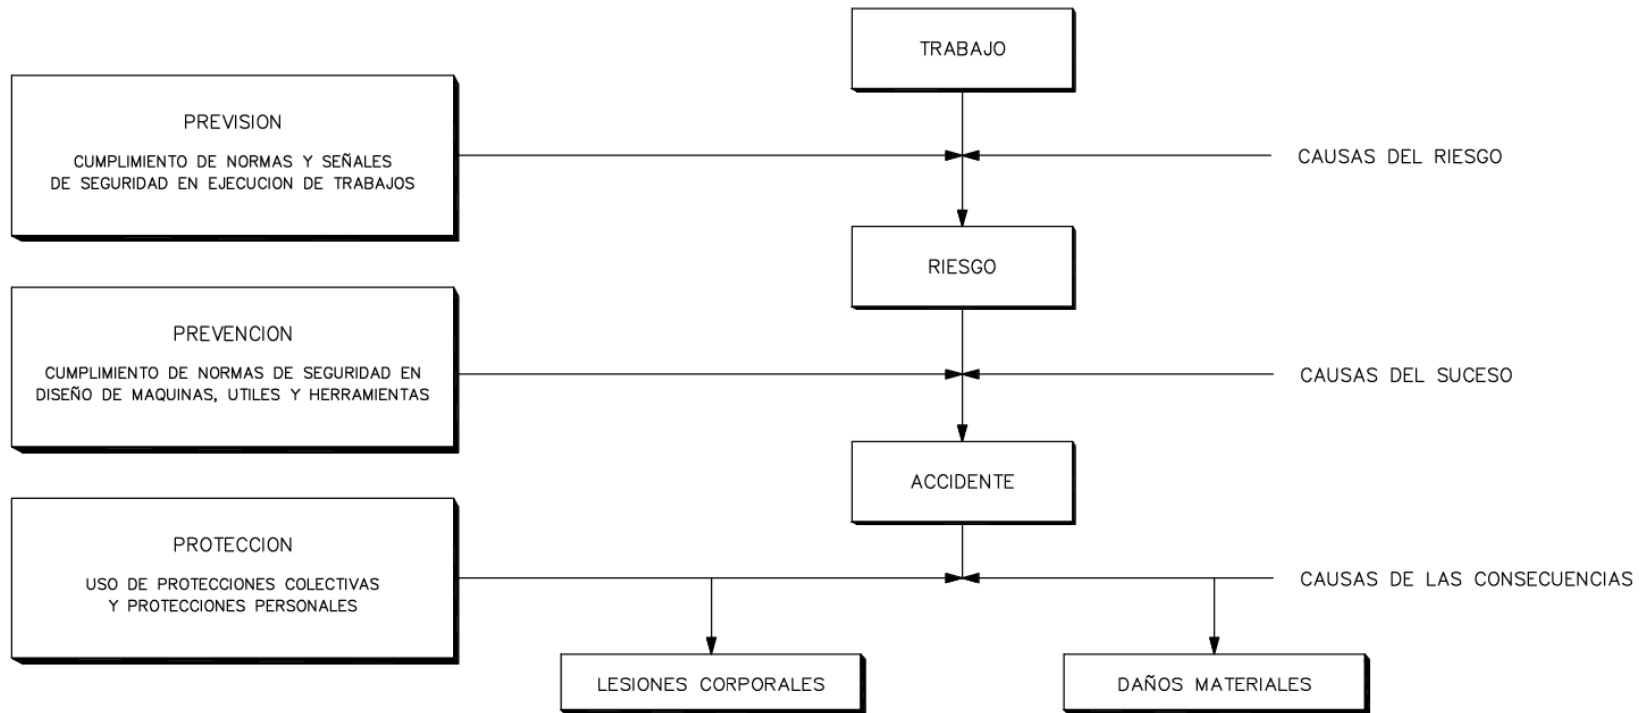 TRABAJO
PREVISION
CUMPLIMIENTO DE NORMAS Y SEÑALES
DE SEGURIDAD EN EJECUCION DE TRABAJOS
CAUSAS DEL RIESGO
RIESGO
PREVENCION
CUMPLIMIENTO DE NORMAS DE SEGURIDAD EN
DISEÑO DE MAQUINAS, UTILES Y HERRAMIENTAS
CAUSAS DEL SUCESO
ACCIDENTE
PROTECCION
USO DE PROTECCIONES COLECTIVAS
Y PROTECCIONES PERSONALES
CAUSAS DE LAS CONSECUENCIAS
LESIONES CORPORALES
DAÑOS MATERIALES